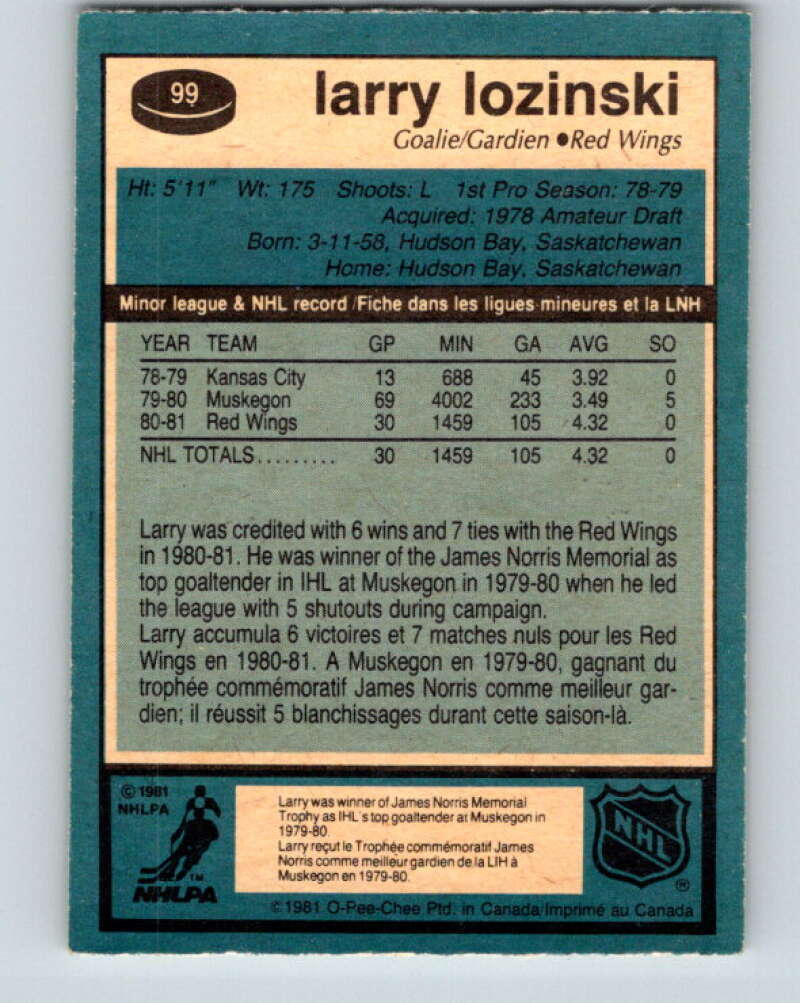 99
larry lozinski
Goalie/Gardien ●Red Wings
Ht: 5'11" Wt: 175 Shoots: L 1st Pro Season: 78-79
Acquired: 1978 Amateur Draft
Born: 3-11-58, Hudson Bay, Saskatchewan
Home: Hudson Bay, Saskatchewan
Minor league & NHL record/Fiche dans les ligues mineures et la LNH
YEAR TEAM GP MIN GA AVG SO
78-79 Kansas City 13 688 45 3.92 0
79-80 Muskegon 69 4002 233 3.49 5
80-81 Red Wings 30 1459 105 4.32 0
NHL TOTALS......... 30 1459 105 4.32 0
Larry was credited with 6 wins and 7 ties with the Red Wings
in 1980-81. He was winner of the James Norris Memorial as
top goaltender in IHL at Muskegon in 1979-80 when he led
the league with 5 shutouts during campaign.
Larry accumula 6 victoires et 7 matches nuls pour les Red
Wings en 1980-81. A Muskegon en 1979-80, gagnant du
trophée commémoratif James Norris comme meilleur gar-
dien; il réussit 5 blanchissages durant cette saison-là.
© 1981
NHLPA
TM
NHLPA
Larry was winner of James Norris Memorial
Trophy as IHL's top goaltender at Muskegon in
1979-80.
Larry reçut le Trophée commémoratif James
Norris comme meilleur gardien de la LIH à
Muskegon en 1979-80.
NHL
®
© 1981 O-Pee-Chee Ptd. in Canada/Imprimé au Canada